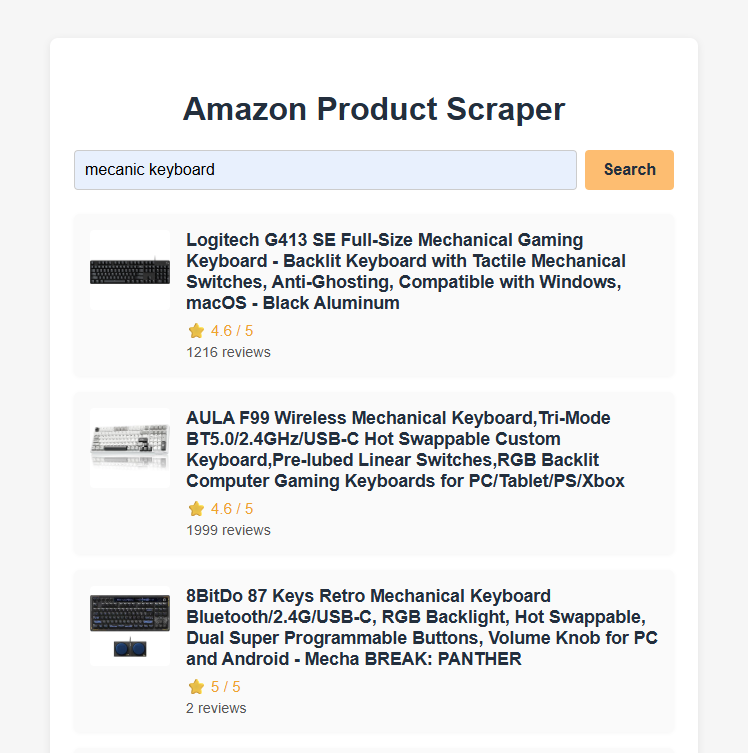 Amazon Product Scraper
mecanic keyboard
Search
Logitech G413 SE Full-Size Mechanical Gaming
Keyboard - Backlit Keyboard with Tactile Mechanical
Switches, Anti-Ghosting, Compatible with Windows,
macOS - Black Aluminum
4.6 / 5
1216 reviews
AULA F99 Wireless Mechanical Keyboard,Tri-Mode
BT5.0/2.4GHz/USB-C Hot Swappable Custom
Keyboard,Pre-lubed Linear Switches,RGB Backlit
Computer Gaming Keyboards for PC/Tablet/PS/Xbox
4.6 / 5
1999 reviews
8BitDo 87 Keys Retro Mechanical Keyboard
Bluetooth/2.4G/USB-C, RGB Backlight, Hot Swappable,
Dual Super Programmable Buttons, Volume Knob for PC
and Android - Mecha BREAK: PANTHER
5 / 5
2 reviews